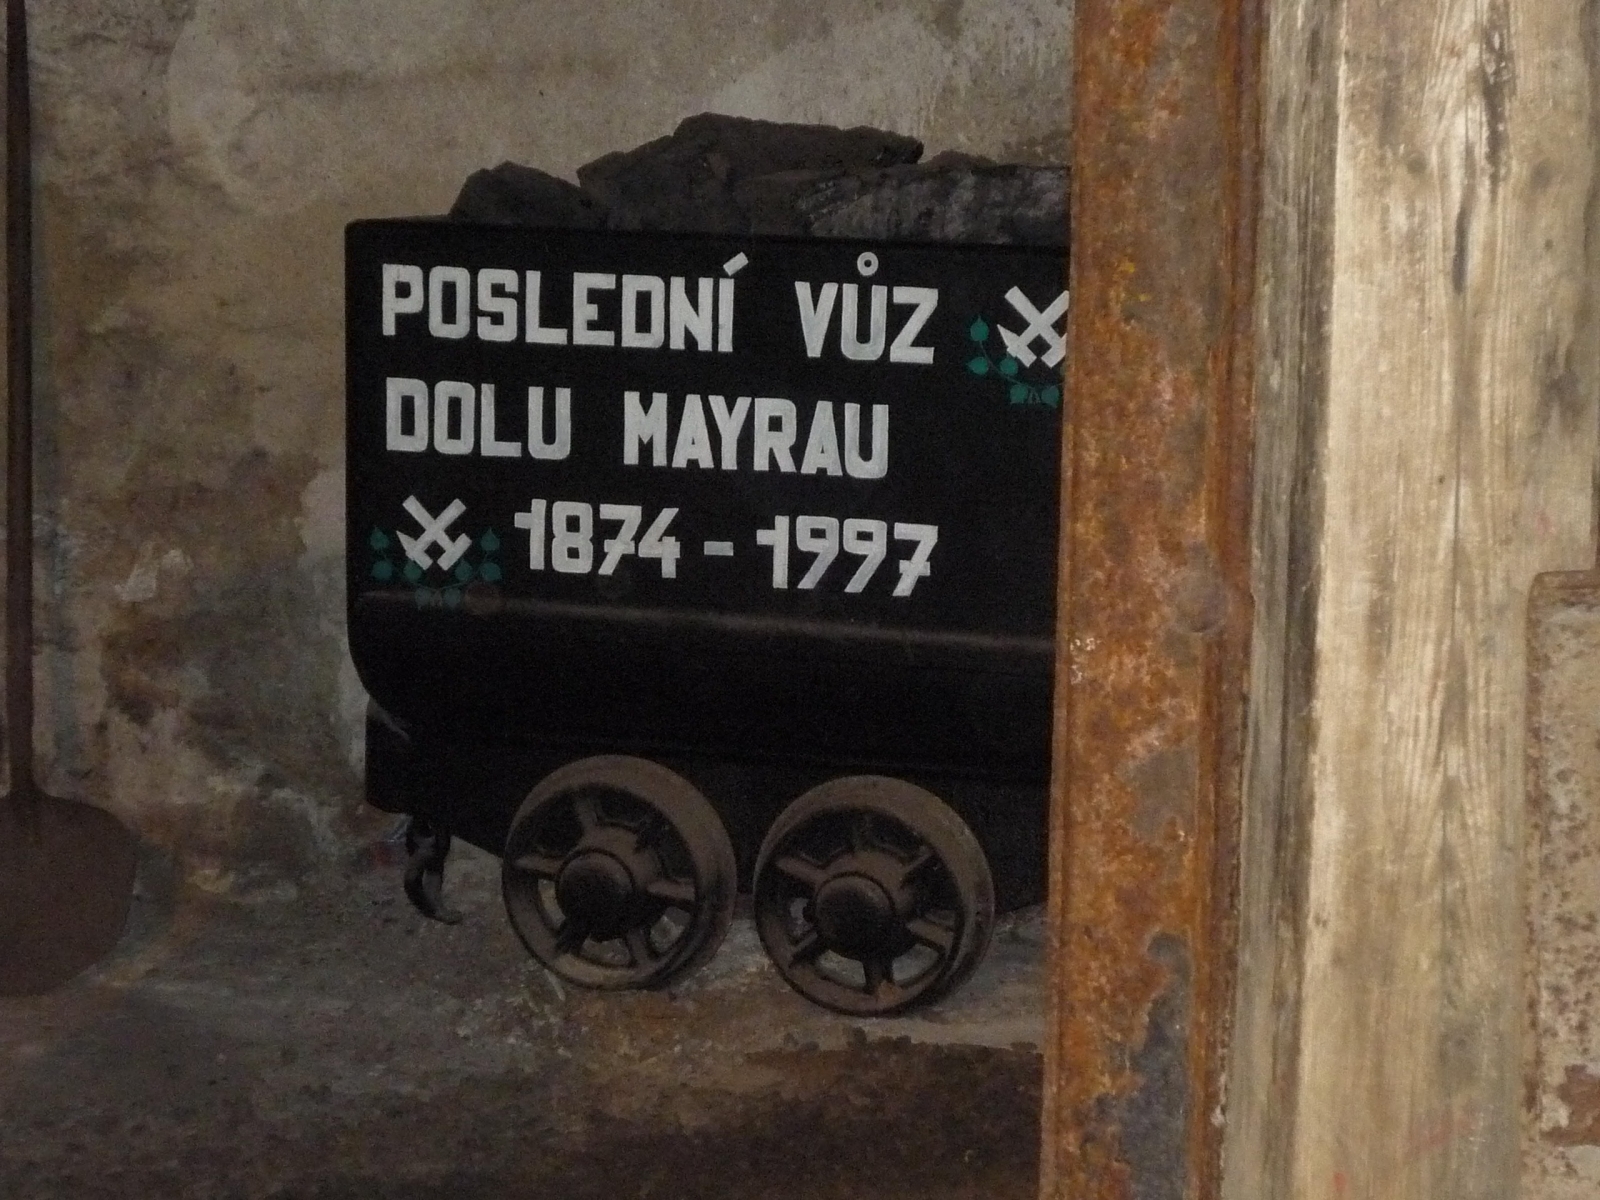 POSLEDNÍ VŮZ
DOLU MAYRAU
1874 - 1997